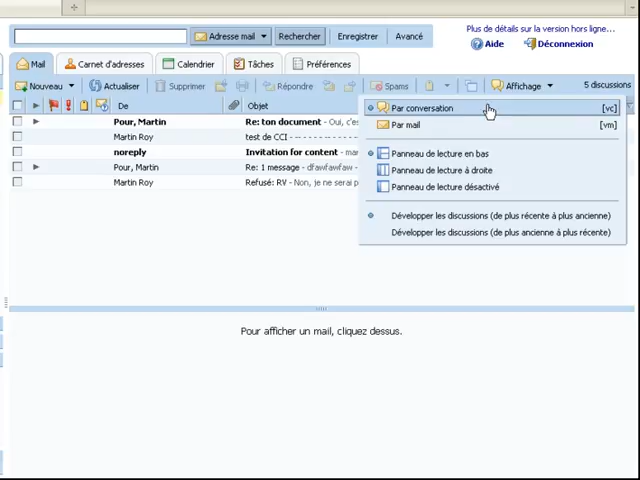 Plus de détails sur la version hors ligne...
Adresse mail
Rechercher
Enregistrer
Avancé
Aide
Déconnexion
Mail
Carnet d'adresses
Calendrier
Tâches
Préférences
Nouveau
Actualiser
Supprimer
Répondre
Spams
Affichage
5 discussions
De
Objet
Pour, Martin
Re: ton document - Oui, c'es
Martin Roy
test de CCI - - - - - - - - - - -
noreply
Invitation for content - mar
Pour, Martin
Re: 1 message - dfawfawfaw -
Martin Roy
Refusé: RV - Non, je ne serai p
Par conversation [vc]
Par mail [vm]
Panneau de lecture en bas
Panneau de lecture à droite
Panneau de lecture désactivé
Développer les discussions (de plus récente à plus ancienne)
Développer les discussions (de plus ancienne à plus récente)
Pour afficher un mail, cliquez dessus.